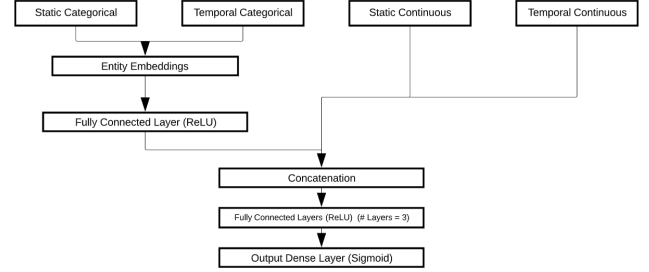 Static Categorical
Temporal Categorical
Static Continuous
Temporal Continuous
Entity Embeddings
Fully Connected Layer (ReLU)
Concatenation
Fully Connected Layers (ReLU) (# Layers = 3)
Output Dense Layer (Sigmoid)